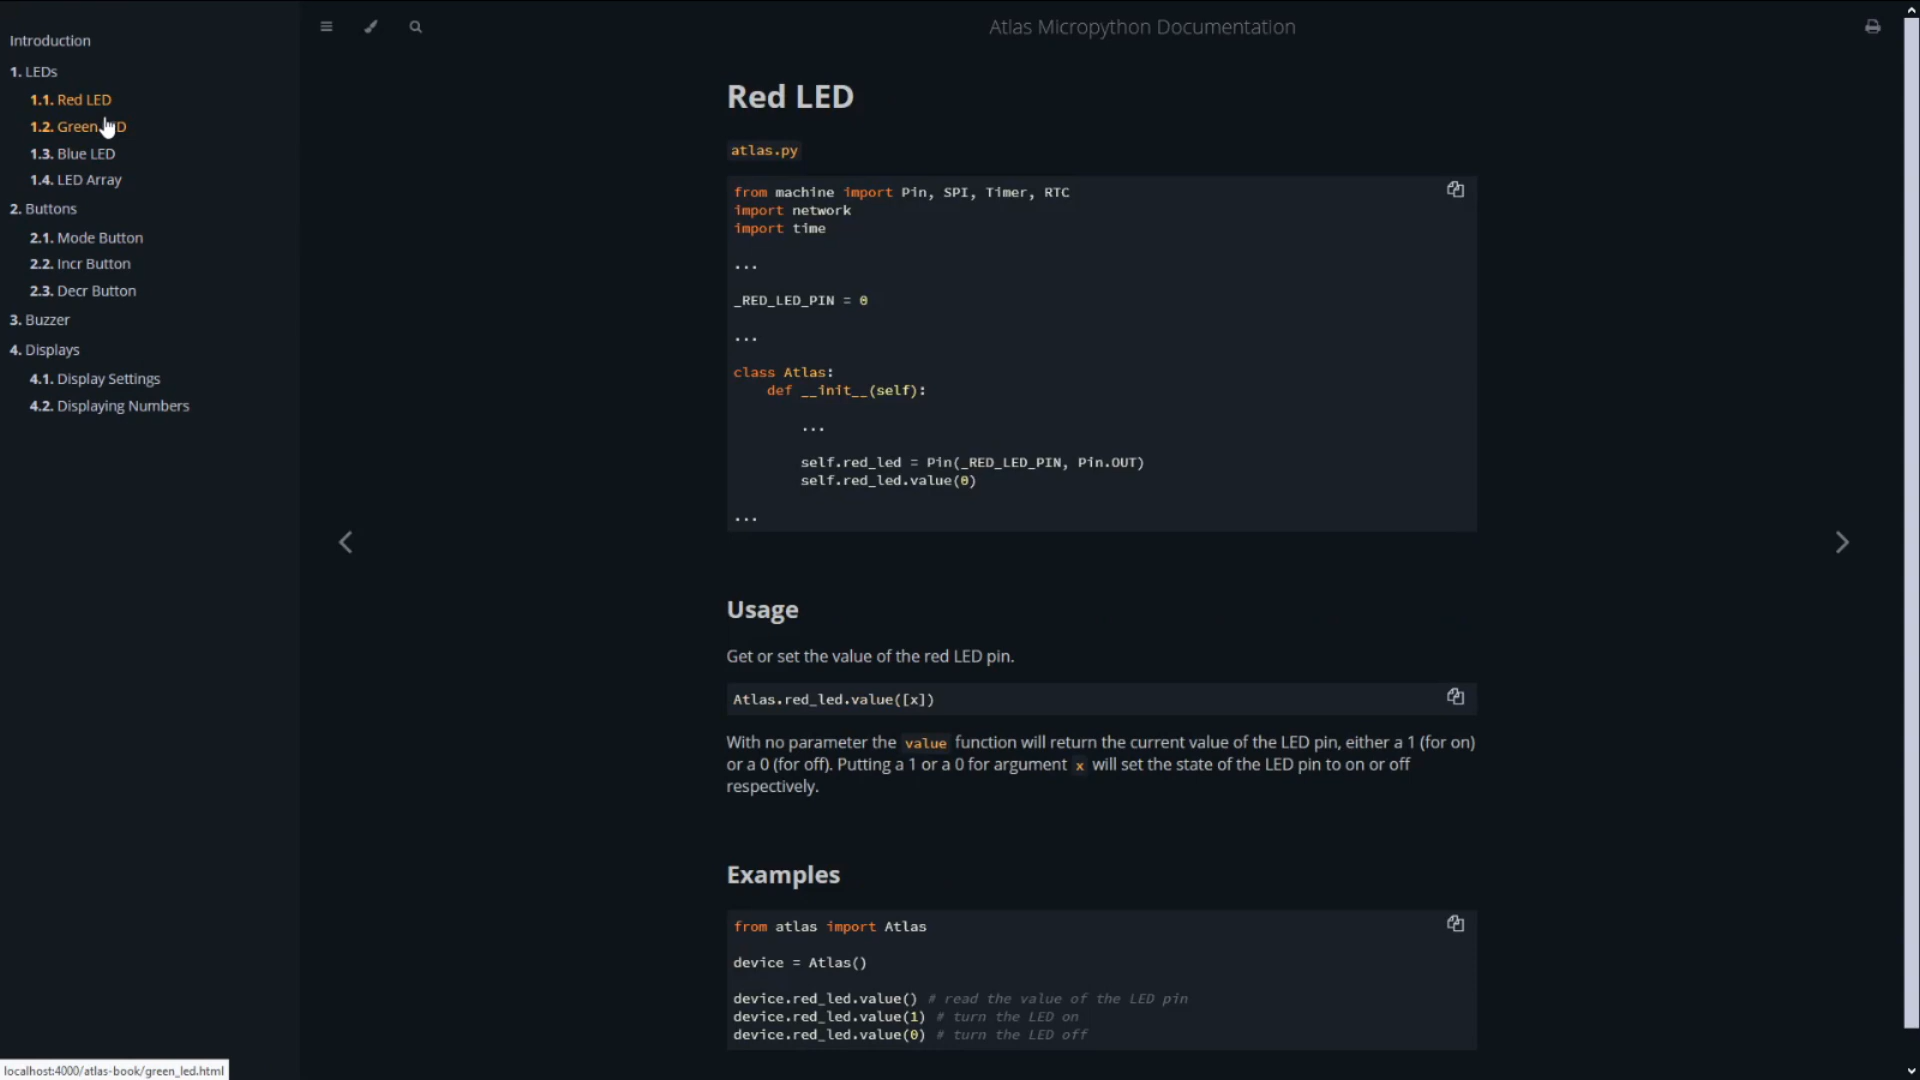 Introduction
1. LEDs
1.1. Red LED
1.2. Green D
1.3. Blue LED
1.4. LED Array
2. Buttons
2.1. Mode Button
2.2. Incr Button
2.3. Decr Button
3. Buzzer
4. Displays
4.1. Display Settings
4.2. Displaying Numbers
Atlas Micropython Documentation
Red LED
atlas.py
from machine import Pin, SPI, Timer, RTC
import network
import time
...
_RED_LED_PIN = 0
...
class Atlas:
def __init__(self):
...
self.red_led = Pin(_RED_LED_PIN, Pin.OUT)
self.red_led.value(0)
...
Usage
Get or set the value of the red LED pin.
Atlas.red_led.value([x])
With no parameter the value function will return the current value of the LED pin, either a 1 (for on)
or a 0 (for off). Putting a 1 or a 0 for argument x will set the state of the LED pin to on or off
respectively.
Examples
from atlas import Atlas
device = Atlas()
device.red_led.value() # read the value of the LED pin
device.red_led.value(1) # turn the LED on
device.red_led.value(0) # turn the LED off
localhost:4000/atlas-book/green_led.html